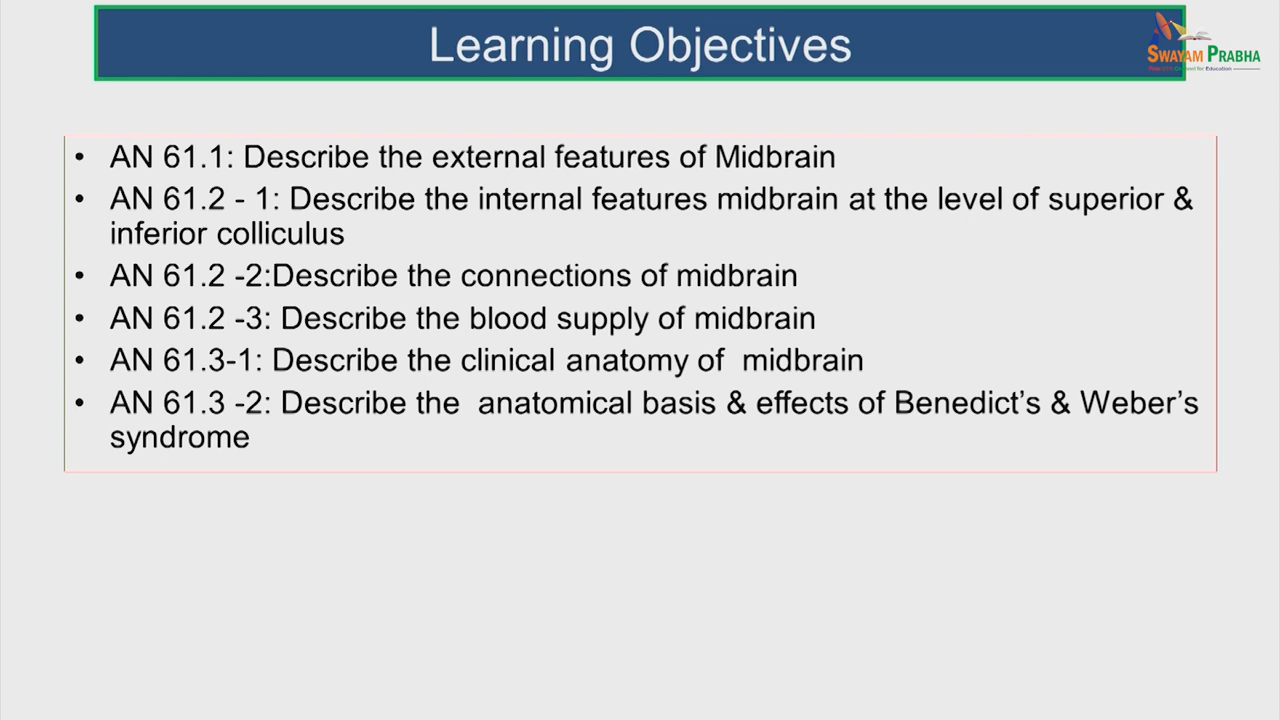 Learning Objectives
SWAYAM PRABHA
• AN 61.1: Describe the external features of Midbrain
• AN 61.2 - 1: Describe the internal features midbrain at the level of superior &
inferior colliculus
• AN 61.2 -2:Describe the connections of midbrain
• AN 61.2 -3: Describe the blood supply of midbrain
• AN 61.3-1: Describe the clinical anatomy of  midbrain
• AN 61.3 -2: Describe the  anatomical basis & effects of Benedict’s & Weber’s
syndrome